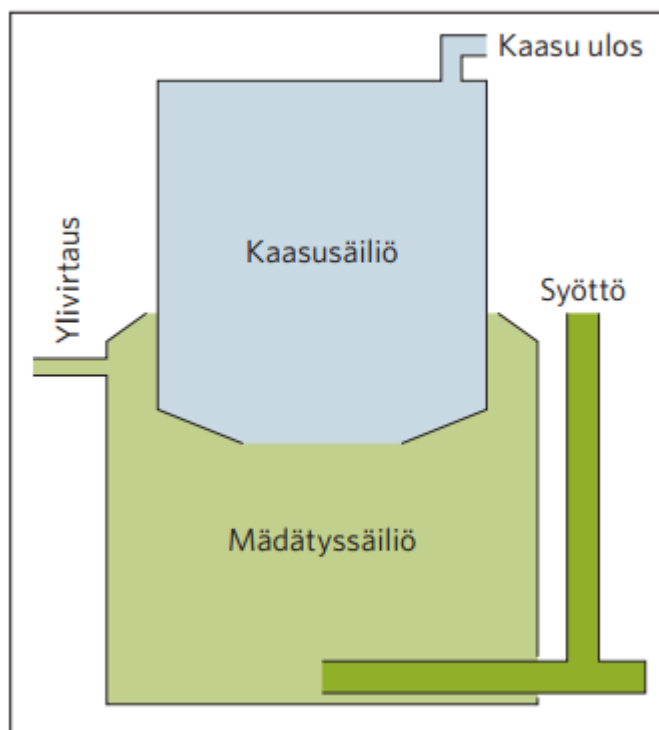 Kaasu ulos
Kaasusäiliö
Ylivirtaus
Syöttö
Mädätyssäiliö